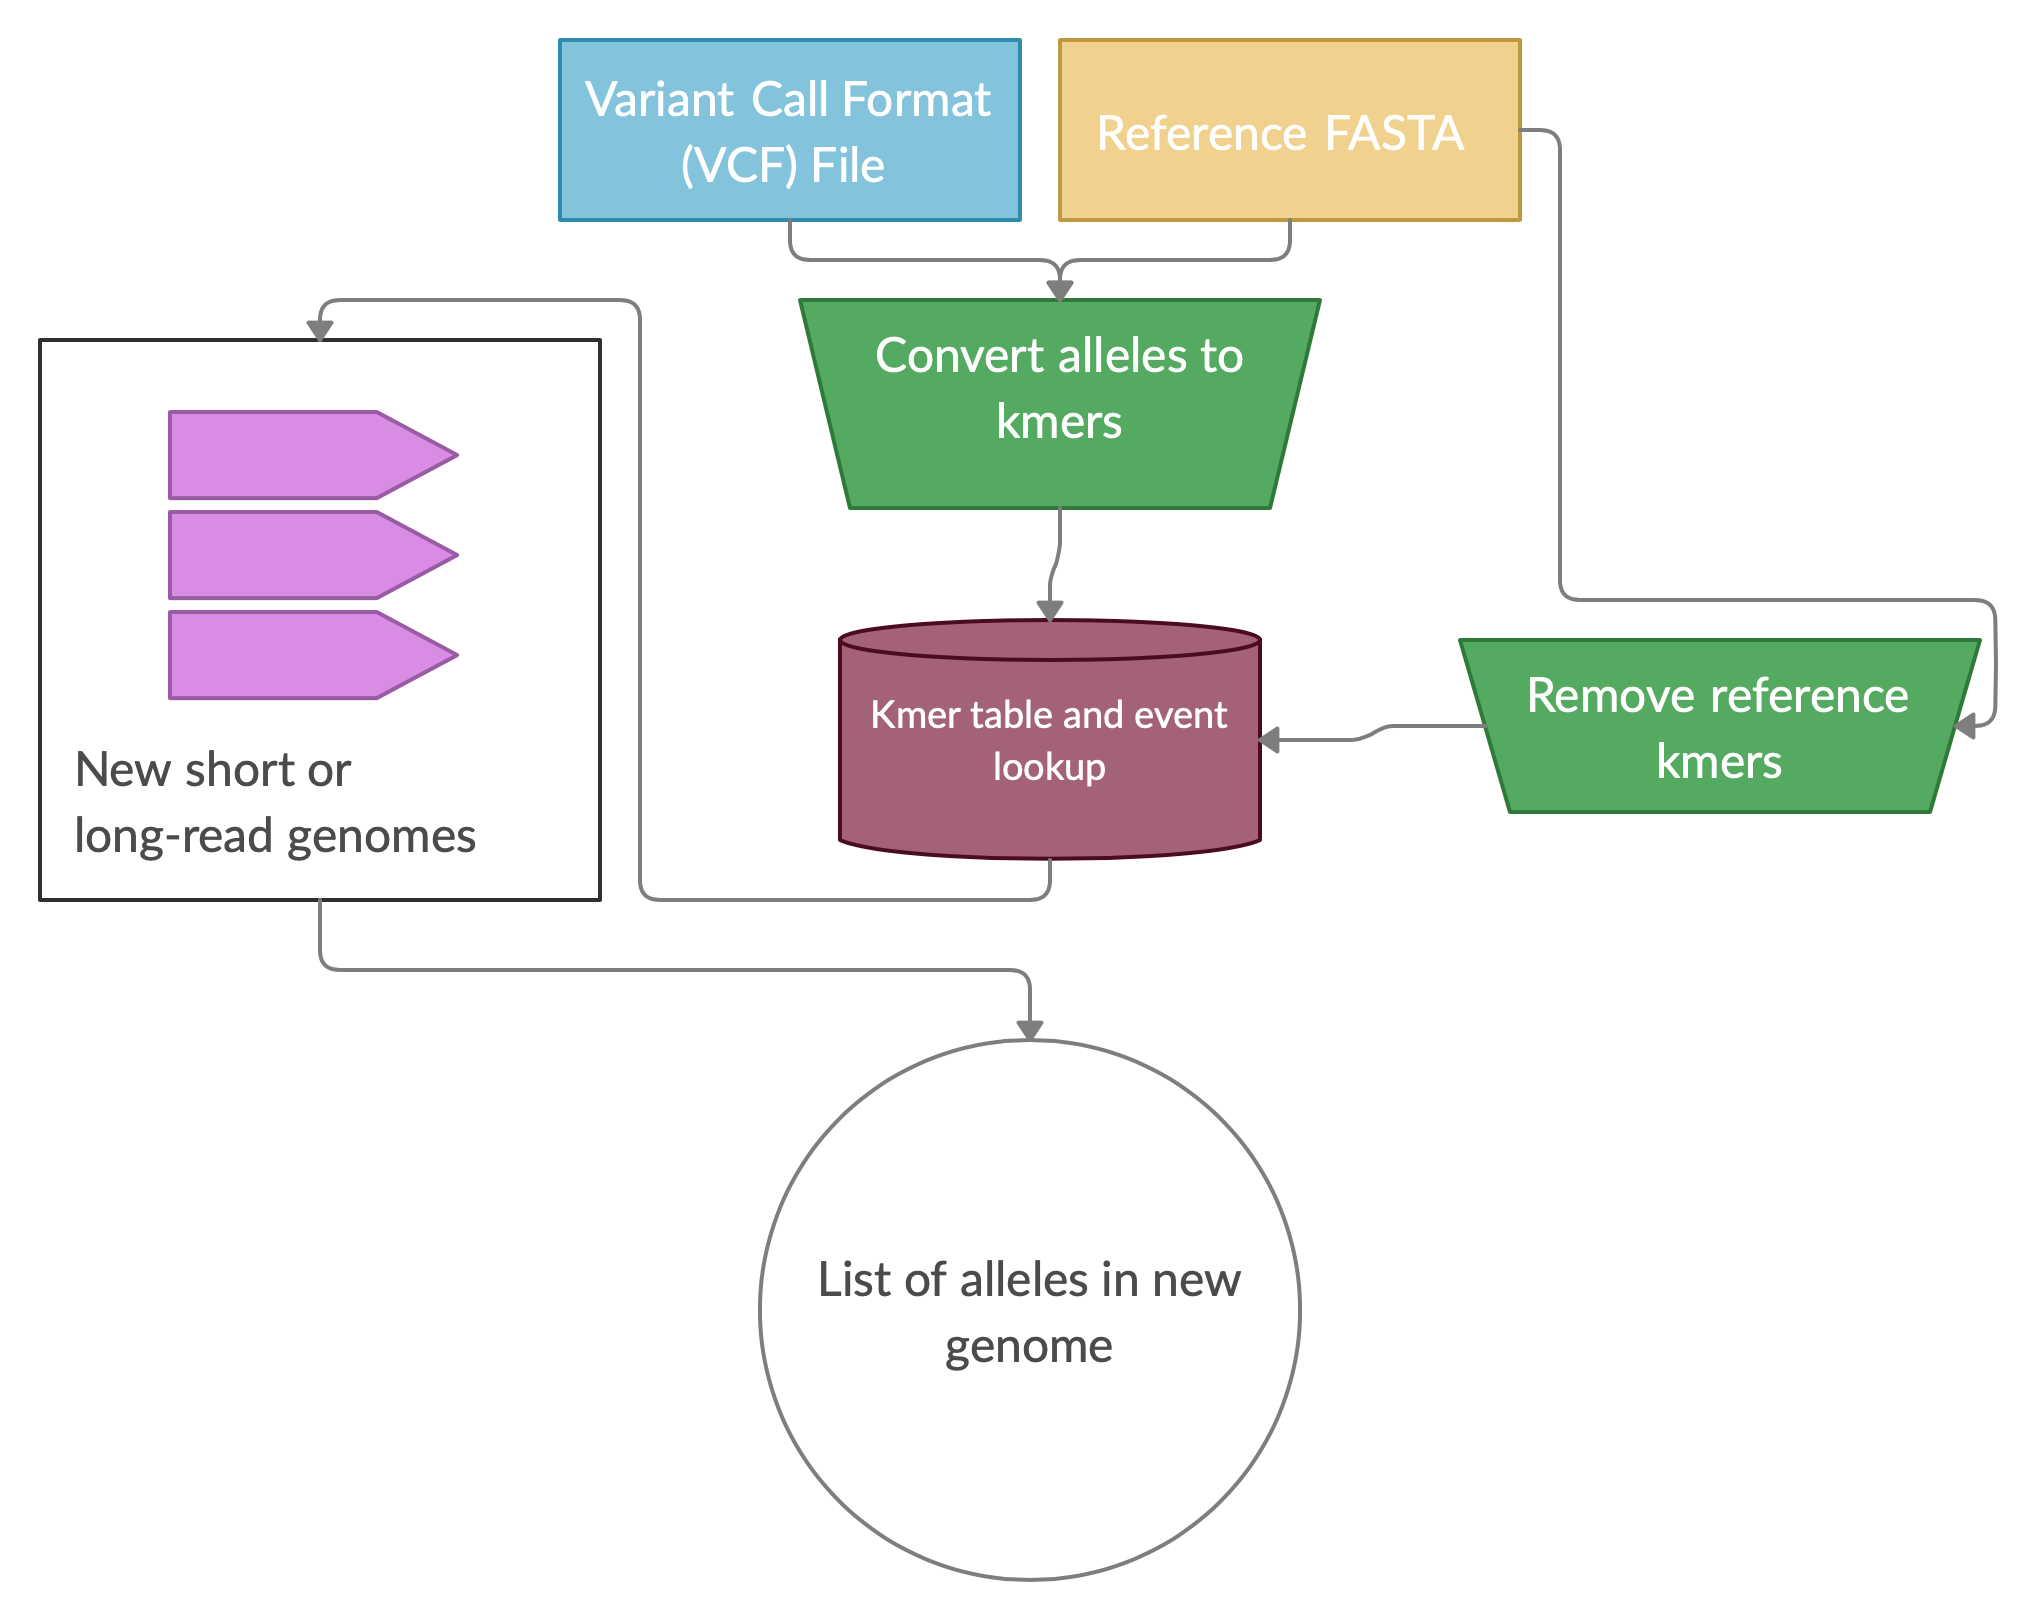 Variant Call Format
(VCF) File
Reference FASTA
Convert alleles to
kmers
Kmer table and event
lookup
Remove reference
kmers
New short or
long-read genomes
List of alleles in new
genome